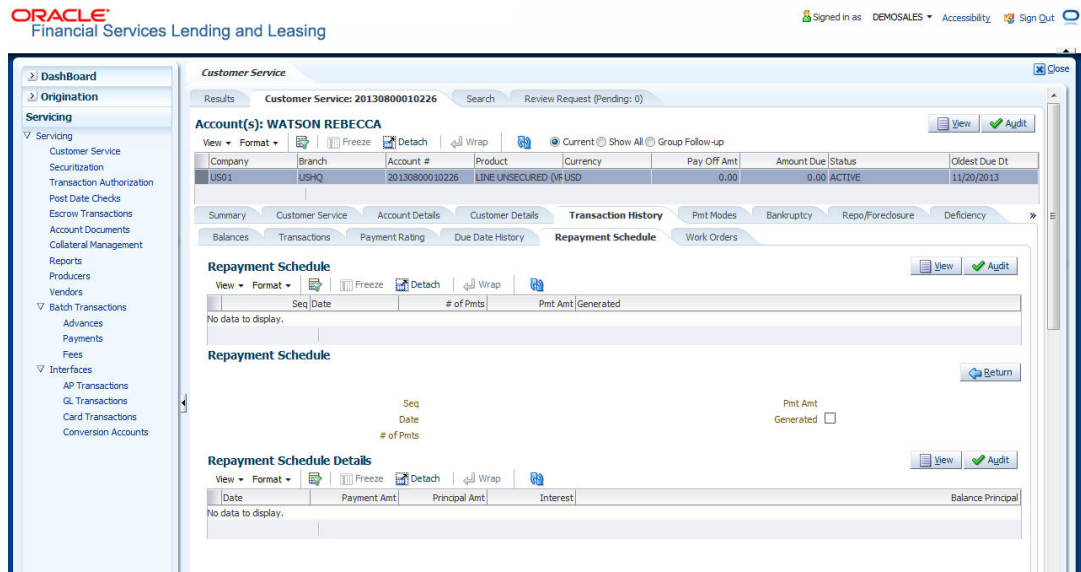 ORACLE
Financial Services Lending and Leasing
Signed in as DEMOSALES Accessibility Sign Out
Close
DashBoard
Origination
Servicing
Servicing
Customer Service
Securitization
Transaction Authorization
Post Date Checks
Escrow Transactions
Account Documents
Collateral Management
Reports
Producers
Vendors
Batch Transactions
Advances
Payments
Fees
Interfaces
AP Transactions
GL Transactions
Card Transactions
Conversion Accounts
Customer Service
Results Customer Service: 20130800010226 Search Review Request (Pending: 0)
Account(s): WATSON REBECCA View Audit
View Format Freeze Detach Wrap Current Show All Group Follow-up
Company Branch Account # Product Currency Pay Off Amt Amount Due Status Oldest Due Dt
US01 USHQ 20130800010226 LINE UNSECURED (VR USD 0.00 0.00 ACTIVE 11/20/2013
Summary Customer Service Account Details Customer Details Transaction History Pmt Modes Bankruptcy Repo/Foreclosure Deficiency »
Balances Transactions Payment Rating Due Date History Repayment Schedule Work Orders
Repayment Schedule View Audit
View Format Freeze Detach Wrap
Seq Date # of Pmts Pmt Amt Generated
No data to display.
Repayment Schedule
Return
Seq Pmt Amt
Date Generated
# of Pmts
Repayment Schedule Details View Audit
View Format Freeze Detach Wrap
Date Payment Amt Principal Amt Interest Balance Principal
No data to display.